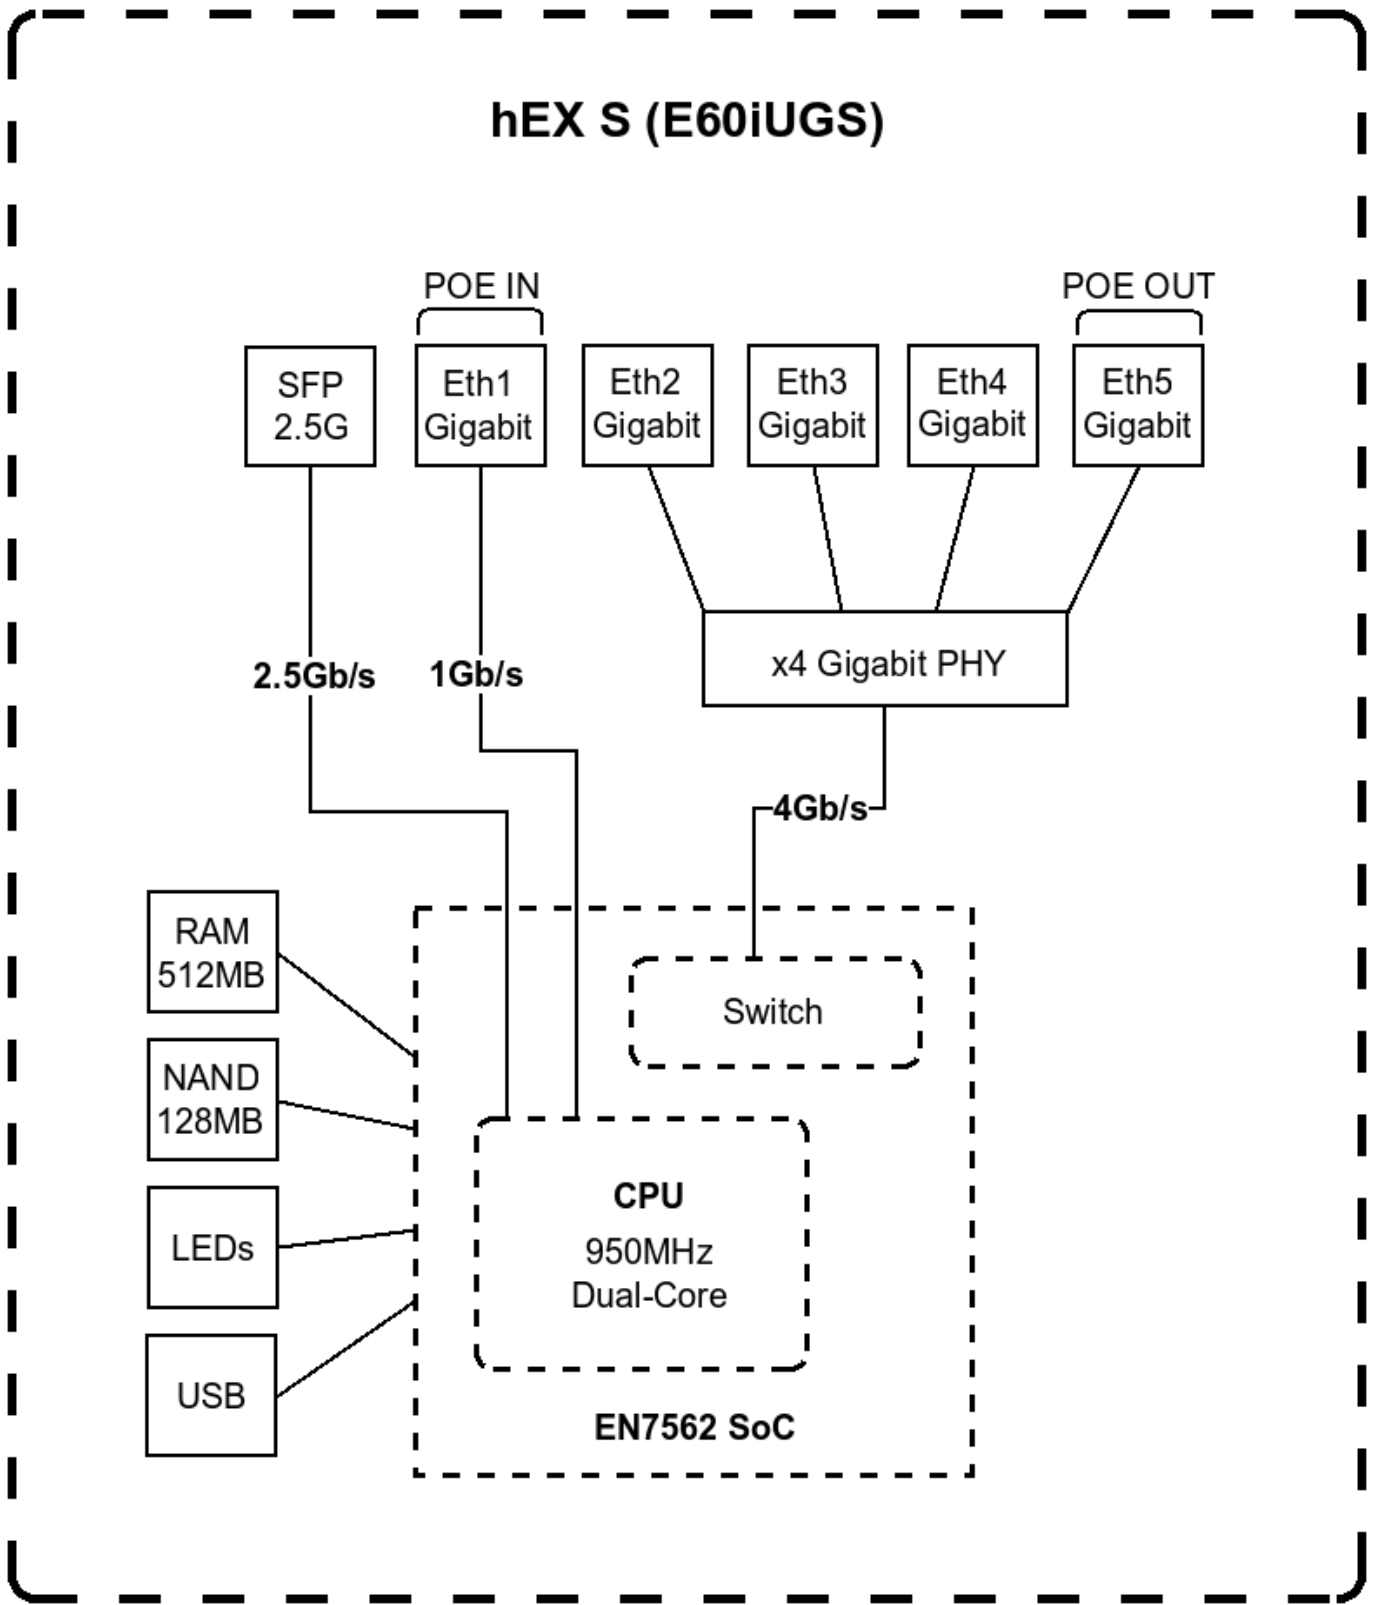 hEX S (E60iUGS)
POE IN
POE OUT
SFP
2.5G
Eth1
Gigabit
Eth2
Gigabit
Eth3
Gigabit
Eth4
Gigabit
Eth5
Gigabit
2.5Gb/s
1Gb/s
x4 Gigabit PHY
4Gb/s
RAM
512MB
NAND
128MB
LEDs
USB
Switch
CPU
950MHz
Dual-Core
EN7562 SoC